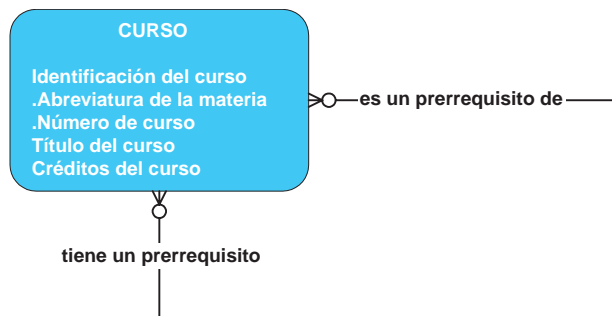 CURSO
Identificación del curso
.Abreviatura de la materia
.Número de curso
Título del curso
Créditos del curso
es un prerrequisito de
tiene un prerrequisito